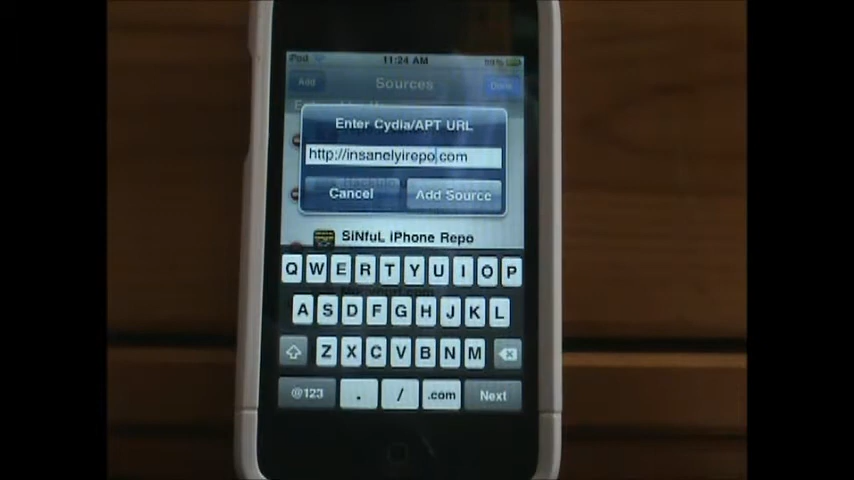 iPod 11:24 AM
Add Sources Done
Enter Cydia/APT URL
http://insanelyirepo.com
Cancel Add Source
SiNfuL iPhone Repo
Q W E R T Y U I O P
A S D F G H J K L
Z X C V B N M
@123 . / .com Next